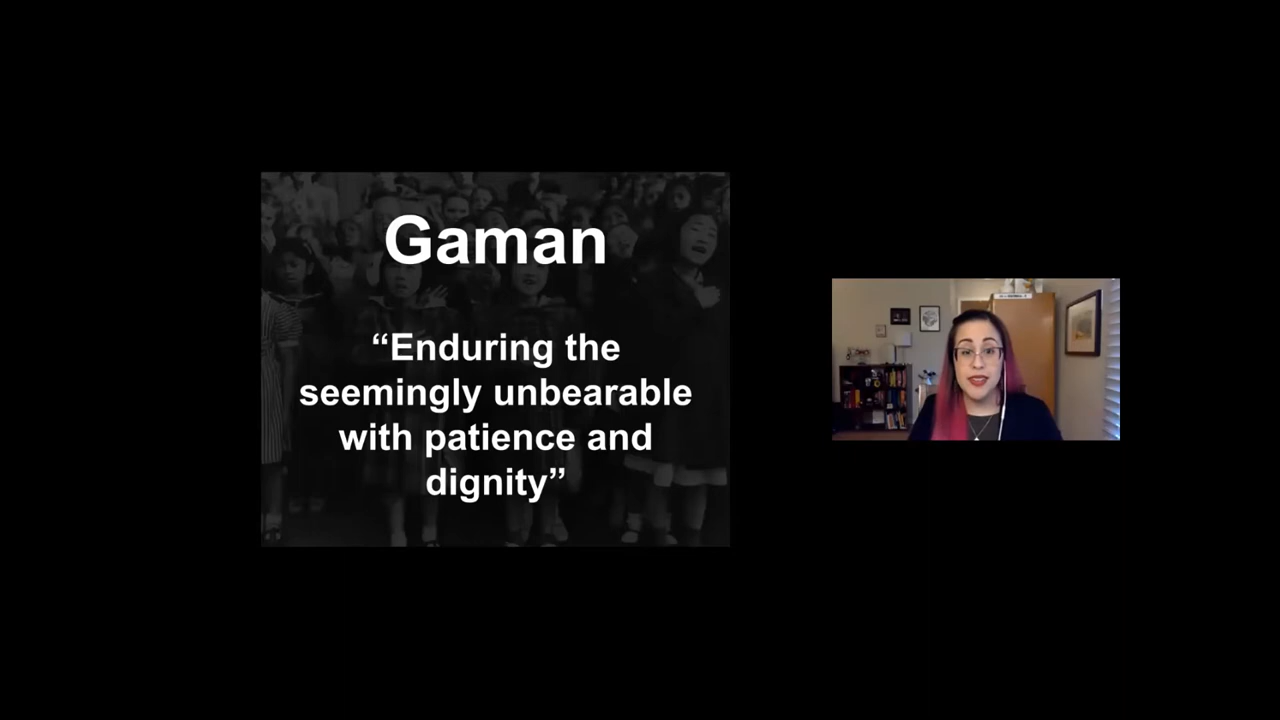 Gaman
“Enduring the
seemingly unbearable
with patience and
dignity”